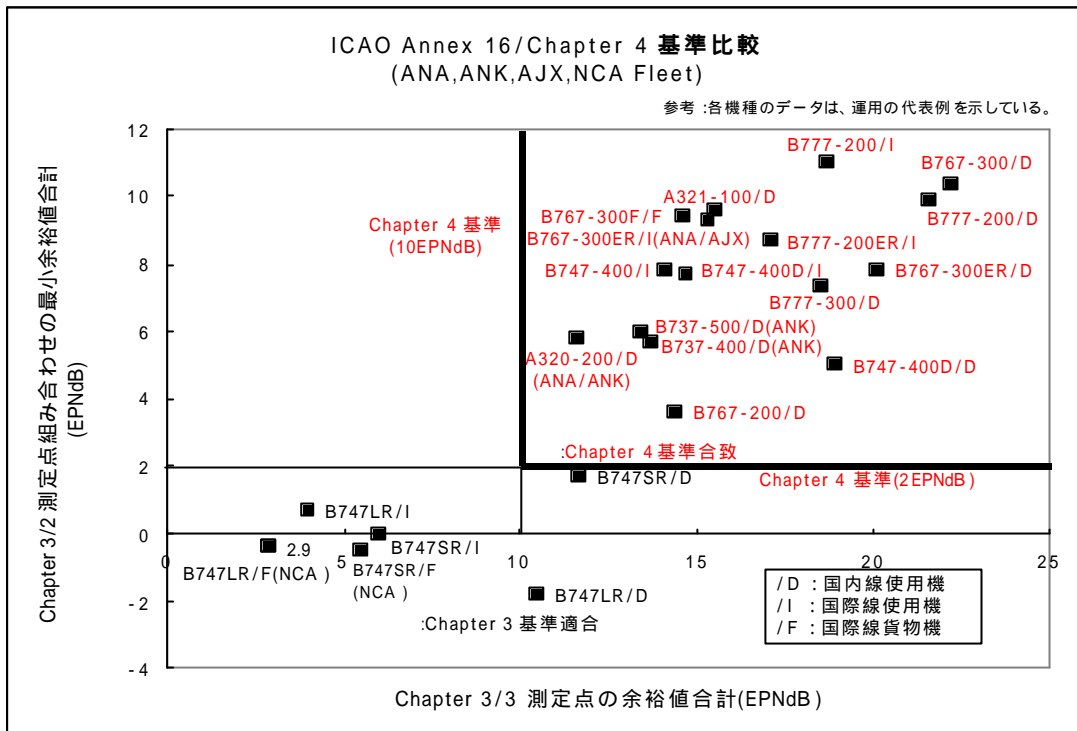 ICAO Annex 16/Chapter 4 基準比較
(ANA,ANK,AJX,NCA Fleet)
参考 :各機種のデータは、運用の代表例を示している。
Chapter 3/2 測定点組み合わせの最小余裕値合計
(EPNdB)
12
10
8
6
4
2
0
-2
-4
Chapter 4 基準
(10EPNdB)
B777-200/I
B767-300/D
A321-100/D
B767-300F/F
B777-200/D
B767-300ER/I(ANA/AJX)
B777-200ER/I
B747-400/I
B747-400D/I
B767-300ER/D
B777-300/D
B737-500/D(ANK)
A320-200/D
(ANA/ANK)
B737-400/D(ANK)
B747-400D/D
B767-200/D
:Chapter 4 基準合致
B747SR/D
Chapter 4 基準(2EPNdB)
B747LR/I
2.9
B747SR/I
B747LR/F(NCA )
B747SR/F
(NCA )
B747LR/D
:Chapter 3 基準適合
0
5
10
15
20
25
/D : 国内線使用機
/I : 国際線使用機
/F : 国際線貨物機
Chapter 3/3 測定点の余裕値合計(EPNdB)